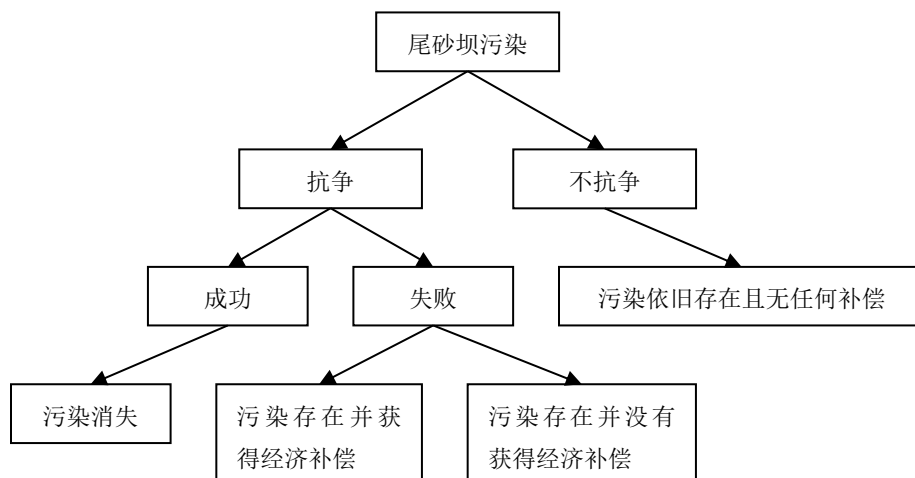 尾砂坝污染
抗争
不抗争
成功
失败
污染依旧存在且无任何补偿
污染消失
污染存在并获
得经济补偿
污染存在并没有
获得经济补偿